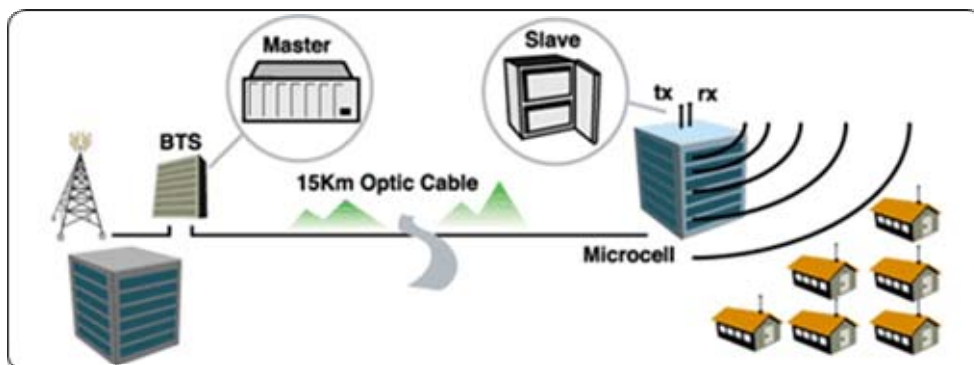 Master
Slave
tx rx
BTS
15Km Optic Cable
Microcell